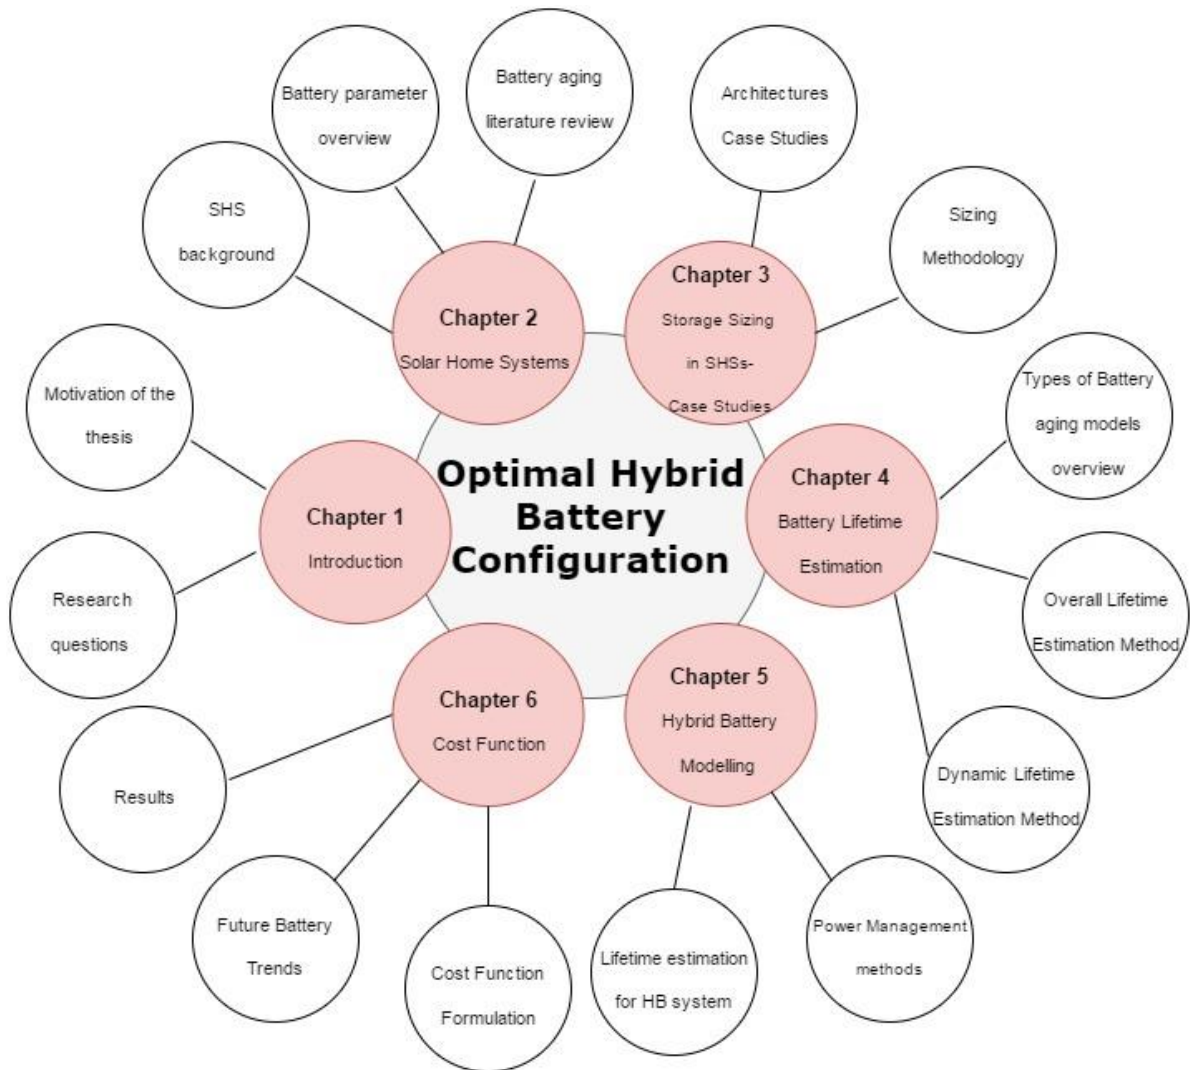 Battery parameter
overview
Battery aging
literature review
Architectures
Case Studies
SHS
background
Sizing
Methodology
Chapter 2
Solar Home Systems
Chapter 3
Storage Sizing
in SHSs-
Case Studies
Motivation of the
thesis
Types of Battery
aging models
overview
Optimal Hybrid
Battery
Configuration
Chapter 1
Introduction
Chapter 4
Battery Lifetime
Estimation
Research
questions
Overall Lifetime
Estimation Method
Chapter 6
Cost Function
Chapter 5
Hybrid Battery
Modelling
Results
Dynamic Lifetime
Estimation Method
Future Battery
Trends
Cost Function
Formulation
Lifetime estimation
for HB system
Power Management
methods